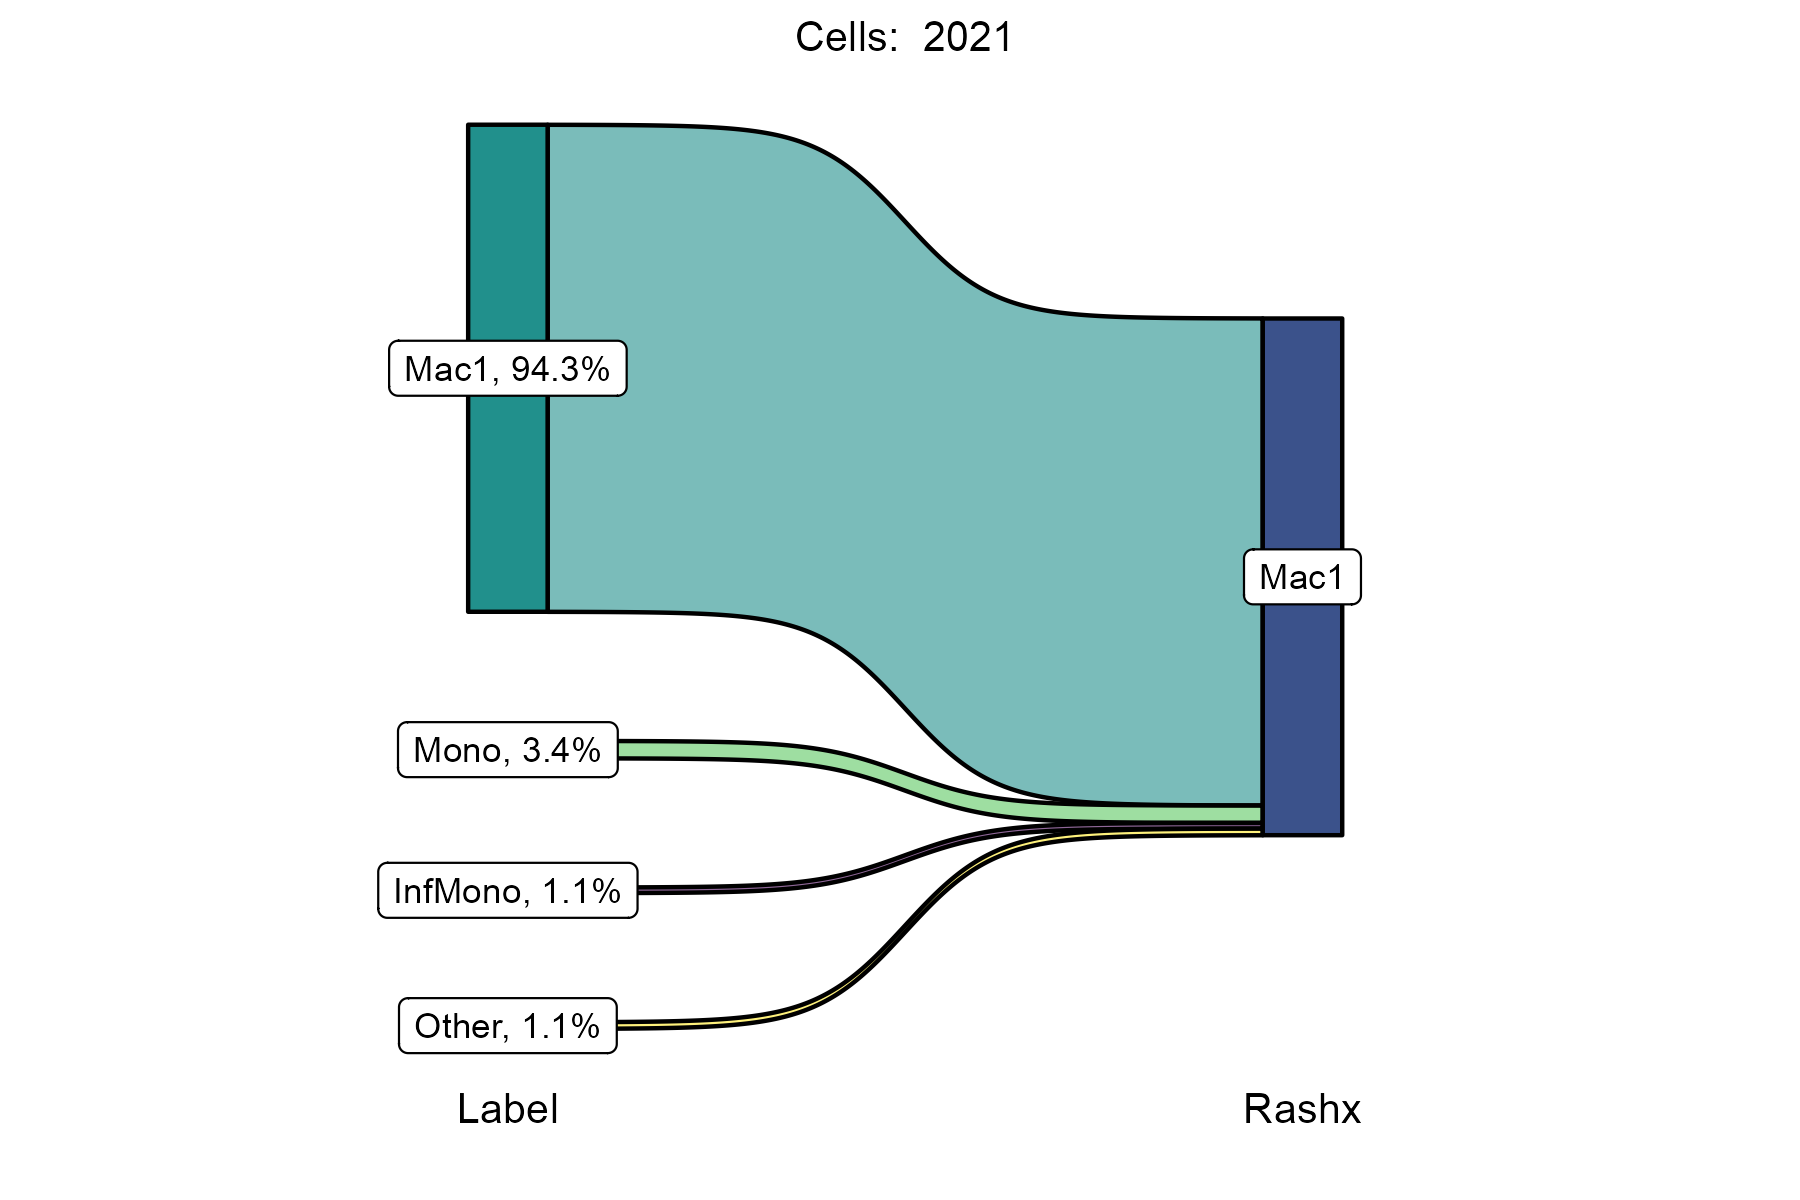 Cells:  2021
Mac1, 94.3%
Mac1
Mono, 3.4%
InfMono, 1.1%
Other, 1.1%
Label
Rashx